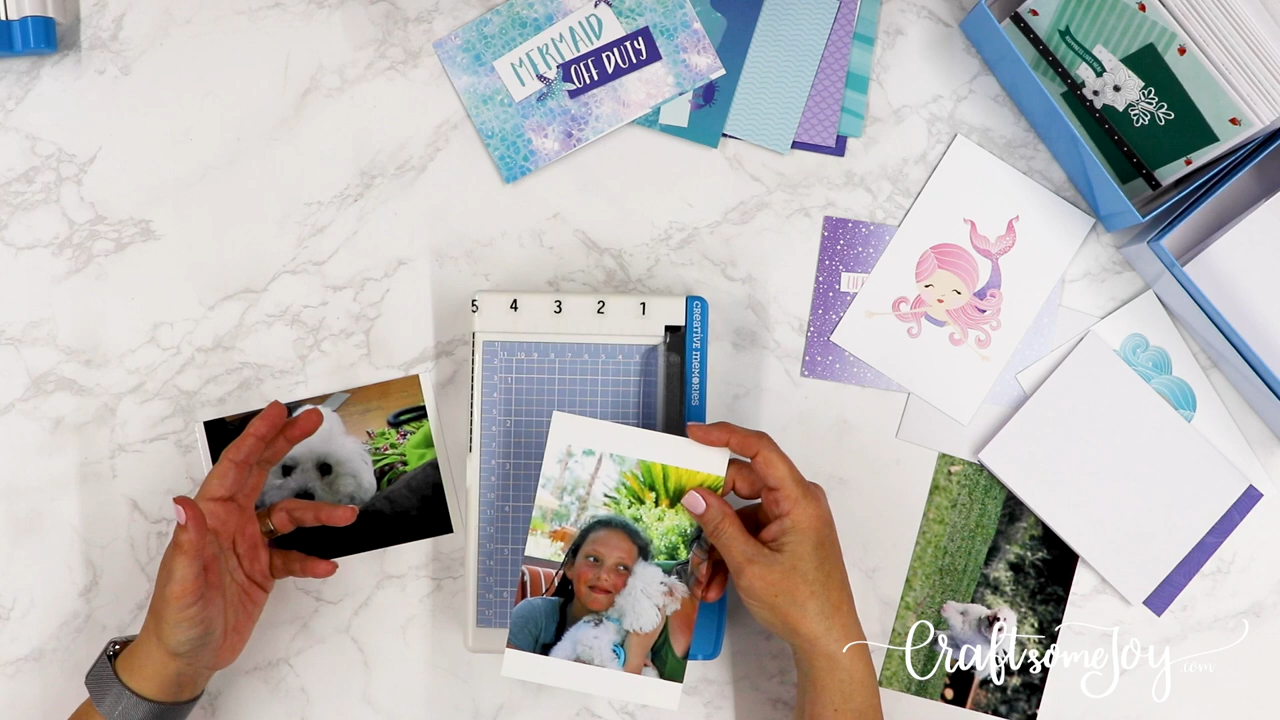 MERMAID
OFF DUTY
5 4 3 2 1
creative memories
CraftsomeJoy.com